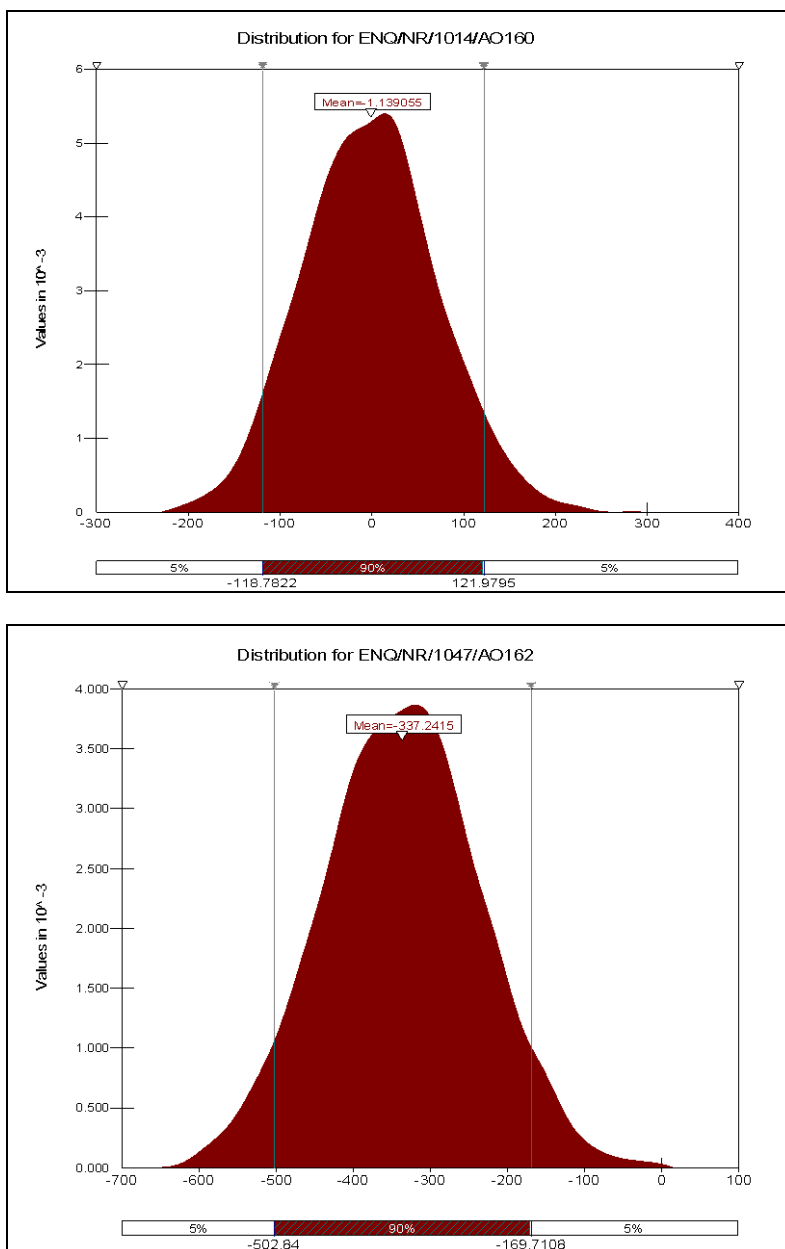 Distribution for ENQ/NR/1014/AO160
Mean=-1.139055
Values in 10^ -3
6
5
4
3
2
1
0
-300 -200 -100 0 100 200 300 400
5% 90% 5%
-118.7822 121.9795
Distribution for ENQ/NR/1047/AO162
Mean=-337.2415
Values in 10^ -3
4.000
3.500
3.000
2.500
2.000
1.500
1.000
0.500
0.000
-700 -600 -500 -400 -300 -200 -100 0 100
5% 90% 5%
-502.84 -169.7108